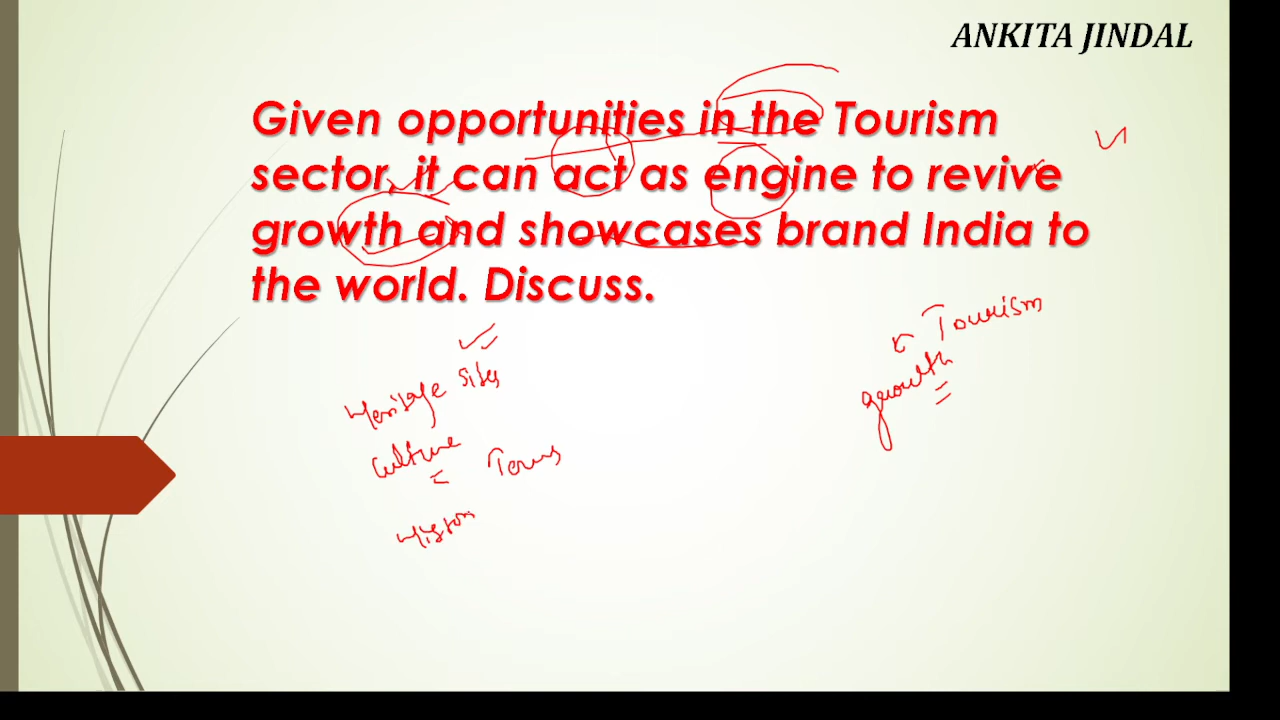 ANKITA JINDAL
Given opportunities in the Tourism
sector, it can act as engine to revive
growth and showcases brand India to
the world. Discuss.
Tourism
growth
Heritage Sites
Culture
Tours